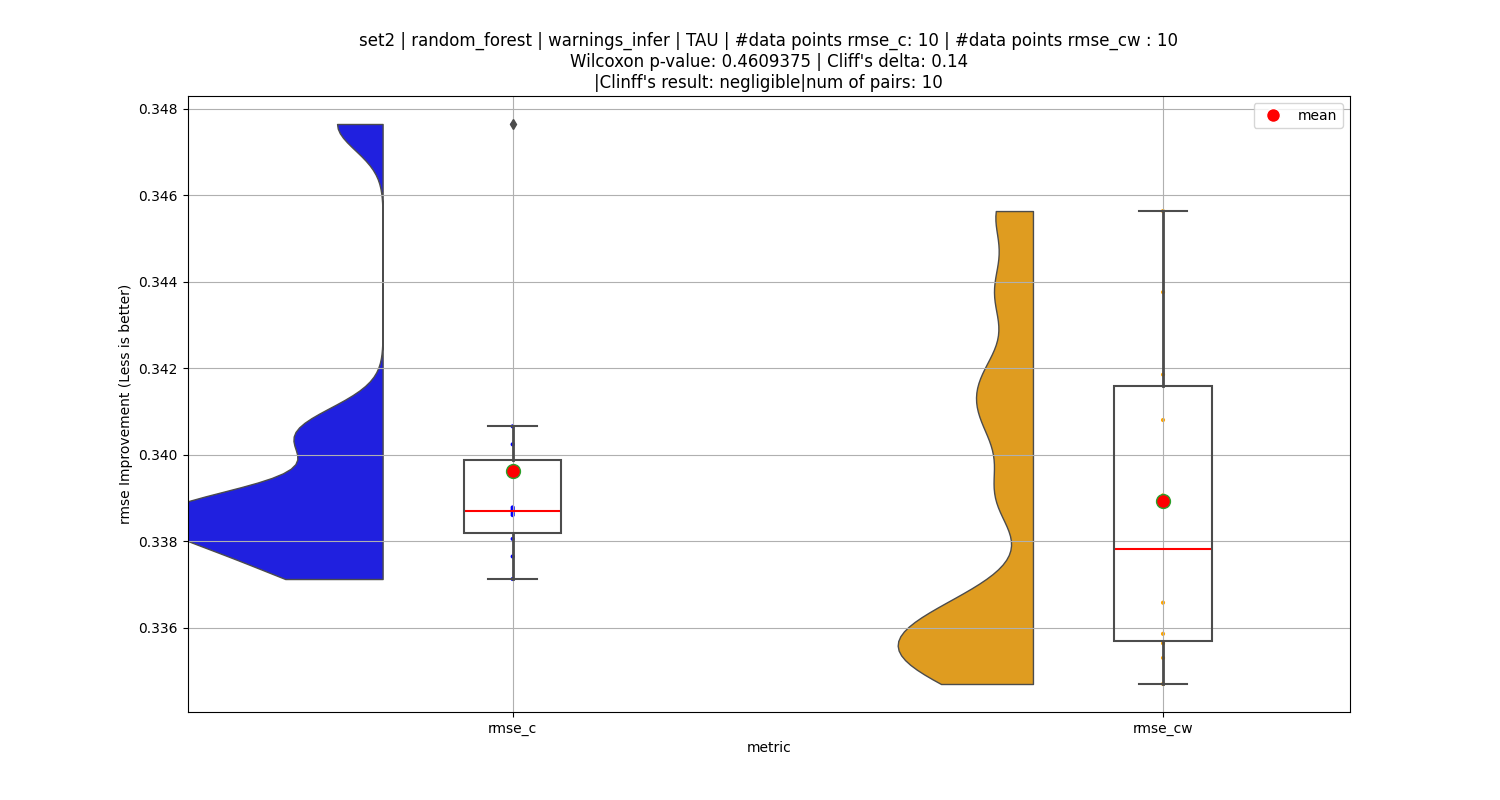 set2 | random_forest | warnings_infer | TAU | #data points rmse_c: 10 | #data points rmse_cw : 10
Wilcoxon p-value: 0.4609375 | Cliff's delta: 0.14
|Clinff's result: negligible|num of pairs: 10
mean
rmse Improvement (Less is better)
0.348
0.346
0.344
0.342
0.340
0.338
0.336
rmse_c
rmse_cw
metric